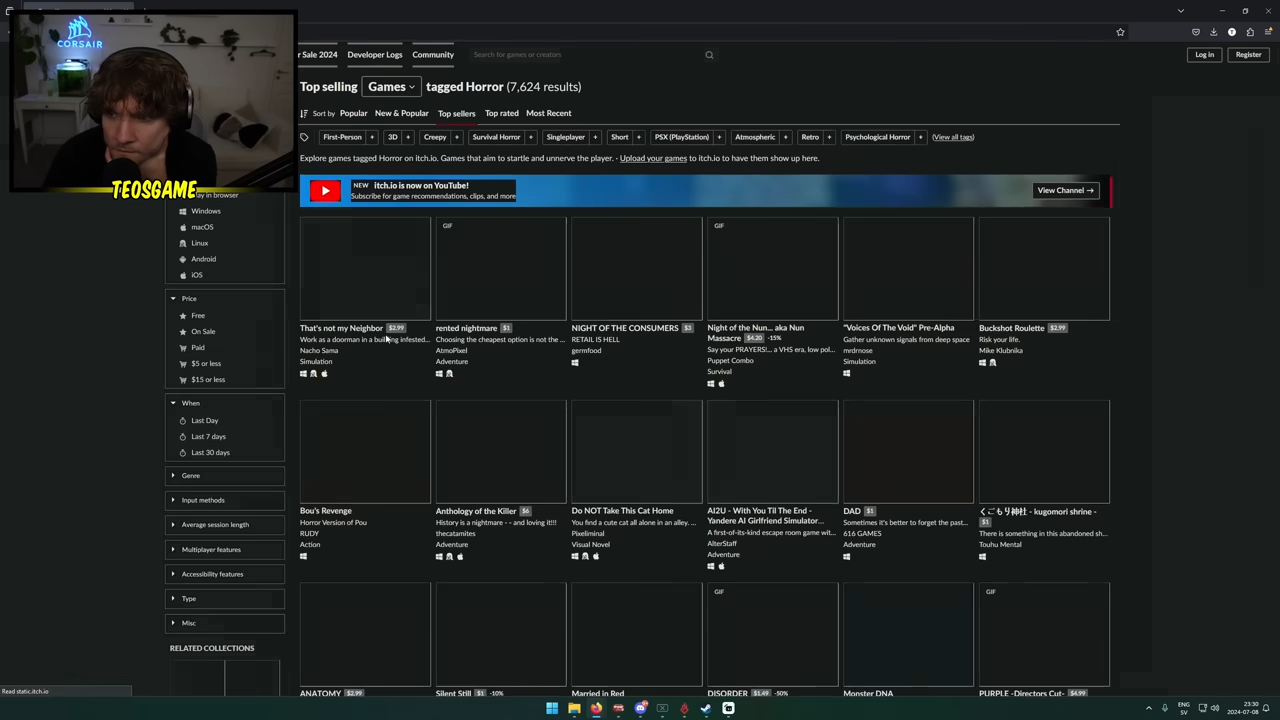 CORSAIR
TEOSGAME
r Sale 2024
Developer Logs
Community
Search for games or creators
Log in
Register
Top selling Games tagged Horror (7,624 results)
Sort by Popular New & Popular Top sellers Top rated Most Recent
First-Person + 3D + Creepy + Survival Horror + Singleplayer + Short + PSX (PlayStation) + Atmospheric + Retro + Psychological Horror + (View all tags)
Explore games tagged Horror on itch.io. Games that aim to startle and unnerve the player. · Upload your games to itch.io to have them show up here.
NEW itch.io is now on YouTube!
Subscribe for game recommendations, clips, and more
View Channel →
ay in browser
Windows
macOS
Linux
Android
iOS
Price
Free
On Sale
Paid
$5 or less
$15 or less
When
Last Day
Last 7 days
Last 30 days
Genre
Input methods
Average session length
Multiplayer features
Accessibility features
Type
Misc
RELATED COLLECTIONS
That's not my Neighbor $2.99
Work as a doorman in a building infested...
Nacho Sama
Simulation
GIF
rented nightmare $1
Choosing the cheapest option is not the ...
AtmoPixel
Adventure
NIGHT OF THE CONSUMERS $3
RETAIL IS HELL
germfood
GIF
Night of the Nun... aka Nun
Massacre $4.20 -15%
Say your PRAYERS!... a VHS era, low pol...
Puppet Combo
Survival
"Voices Of The Void" Pre-Alpha
Gather unknown signals from deep space
mrdrnose
Simulation
Buckshot Roulette $2.99
Risk your life.
Mike Klubnika
Bou's Revenge
Horror Version of Pou
RUDY
Action
Anthology of the Killer $6
History is a nightmare - - and loving it!!!
thecatamites
Adventure
Do NOT Take This Cat Home
You find a cute cat all alone in an alley. ...
Pixeliminal
Visual Novel
AI2U - With You Til The End -
Yandere AI Girlfriend Simulator...
A first-of-its-kind escape room game wit...
AlterStaff
Adventure
DAD $1
Sometimes it's better to forget the past...
616 GAMES
Adventure
くごもり神社 - kugomori shrine -
$1
There is something in this abandoned sh...
Touhu Mental
ANATOMY $2.99
Silent Still $1 -10%
Married in Red
GIF
DISORDER $1.49 -50%
Monster DNA
GIF
PURPLE -Directors Cut- $4.99
Read static.itch.io
ENG
SV
23:30
2024-07-08